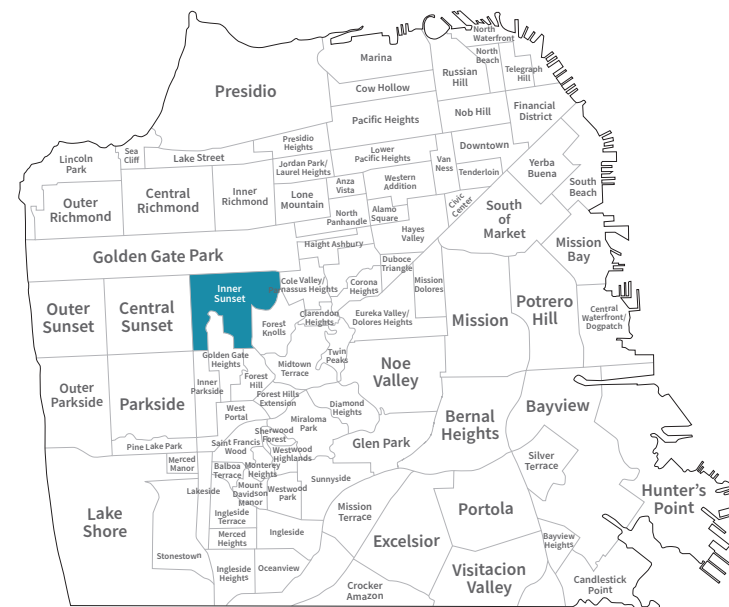 North
Waterfront
Marina
North
Beach
Russian
Hill
Telegraph
Hill
Presidio
Cow Hollow
Nob Hill
Financial
District
Pacific Heights
Presidio
Heights
Lower
Pacific Heights
Downtown
Sea
Cliff
Lake Street
Lincoln
Park
Jordan Park/
Laurel Heights
Van
Ness
Tenderloin
Yerba
Buena
Anza
Vista
Western
Addition
South
Beach
Outer
Richmond
Central
Richmond
Inner
Richmond
Lone
Mountain
North
Panhandle
Alamo
Square
Civic
Center
South
of
Market
Hayes
Valley
Haight Ashbury
Mission
Bay
Golden Gate Park
Duboce
Triangle
Inner
Sunset
Cole Valley/
Parnassus Heights
Corona
Heights
Mission
Dolores
Outer
Sunset
Central
Sunset
Clarendon
Heights
Eureka Valley/
Dolores Heights
Forest
Knolls
Mission
Potrero
Hill
Central
Waterfront/
Dogpatch
Golden Gate
Heights
Twin
Peaks
Midtown
Terrace
Noe
Valley
Outer
Parkside
Parkside
Inner
Parkside
Forest
Hill
Forest Hills
Extension
Diamond
Heights
West
Portal
Miraloma
Park
Bernal
Heights
Bayview
Sherwood
Forest
Saint Francis
Wood
Westwood
Highlands
Glen Park
Pine Lake Park
Merced
Manor
Balboa
Terrace
Monterey
Heights
Silver
Terrace
Lakeside
Mount
Davidson
Manor
Westwood
Park
Sunnyside
Hunter's
Point
Lake
Shore
Ingleside
Terrace
Mission
Terrace
Portola
Merced
Heights
Ingleside
Excelsior
Bayview
Heights
Stonestown
Ingleside
Heights
Oceanview
Visitacion
Valley
Crocker
Amazon
Candlestick
Point